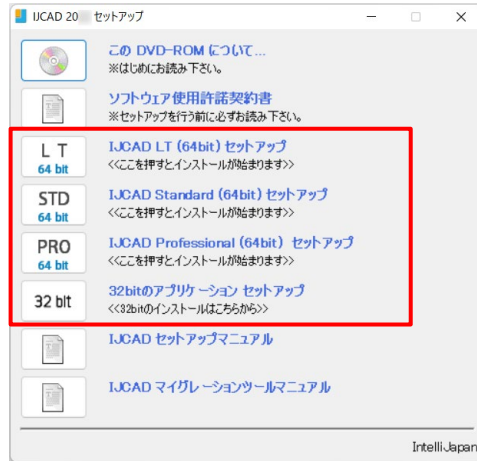 IJCAD 20 セットアップ
この DVD-ROM について...
※はじめにお読み下さい。
ソフトウェア使用許諾契約書
※セットアップを行う前に必ずお読み下さい。
LT
64 bit
IJCAD LT (64bit) セットアップ
<<ここを押すとインストールが始まります>>
STD
64 bit
IJCAD Standard (64bit) セットアップ
<<ここを押すとインストールが始まります>>
PRO
64 bit
IJCAD Professional (64bit) セットアップ
<<ここを押すとインストールが始まります>>
32 bit
32bitのアプリケーション セットアップ
<<32bitのインストールはこちらから>>
IJCAD セットアップマニュアル
IJCAD マイグレーションツールマニュアル
IntelliJapan